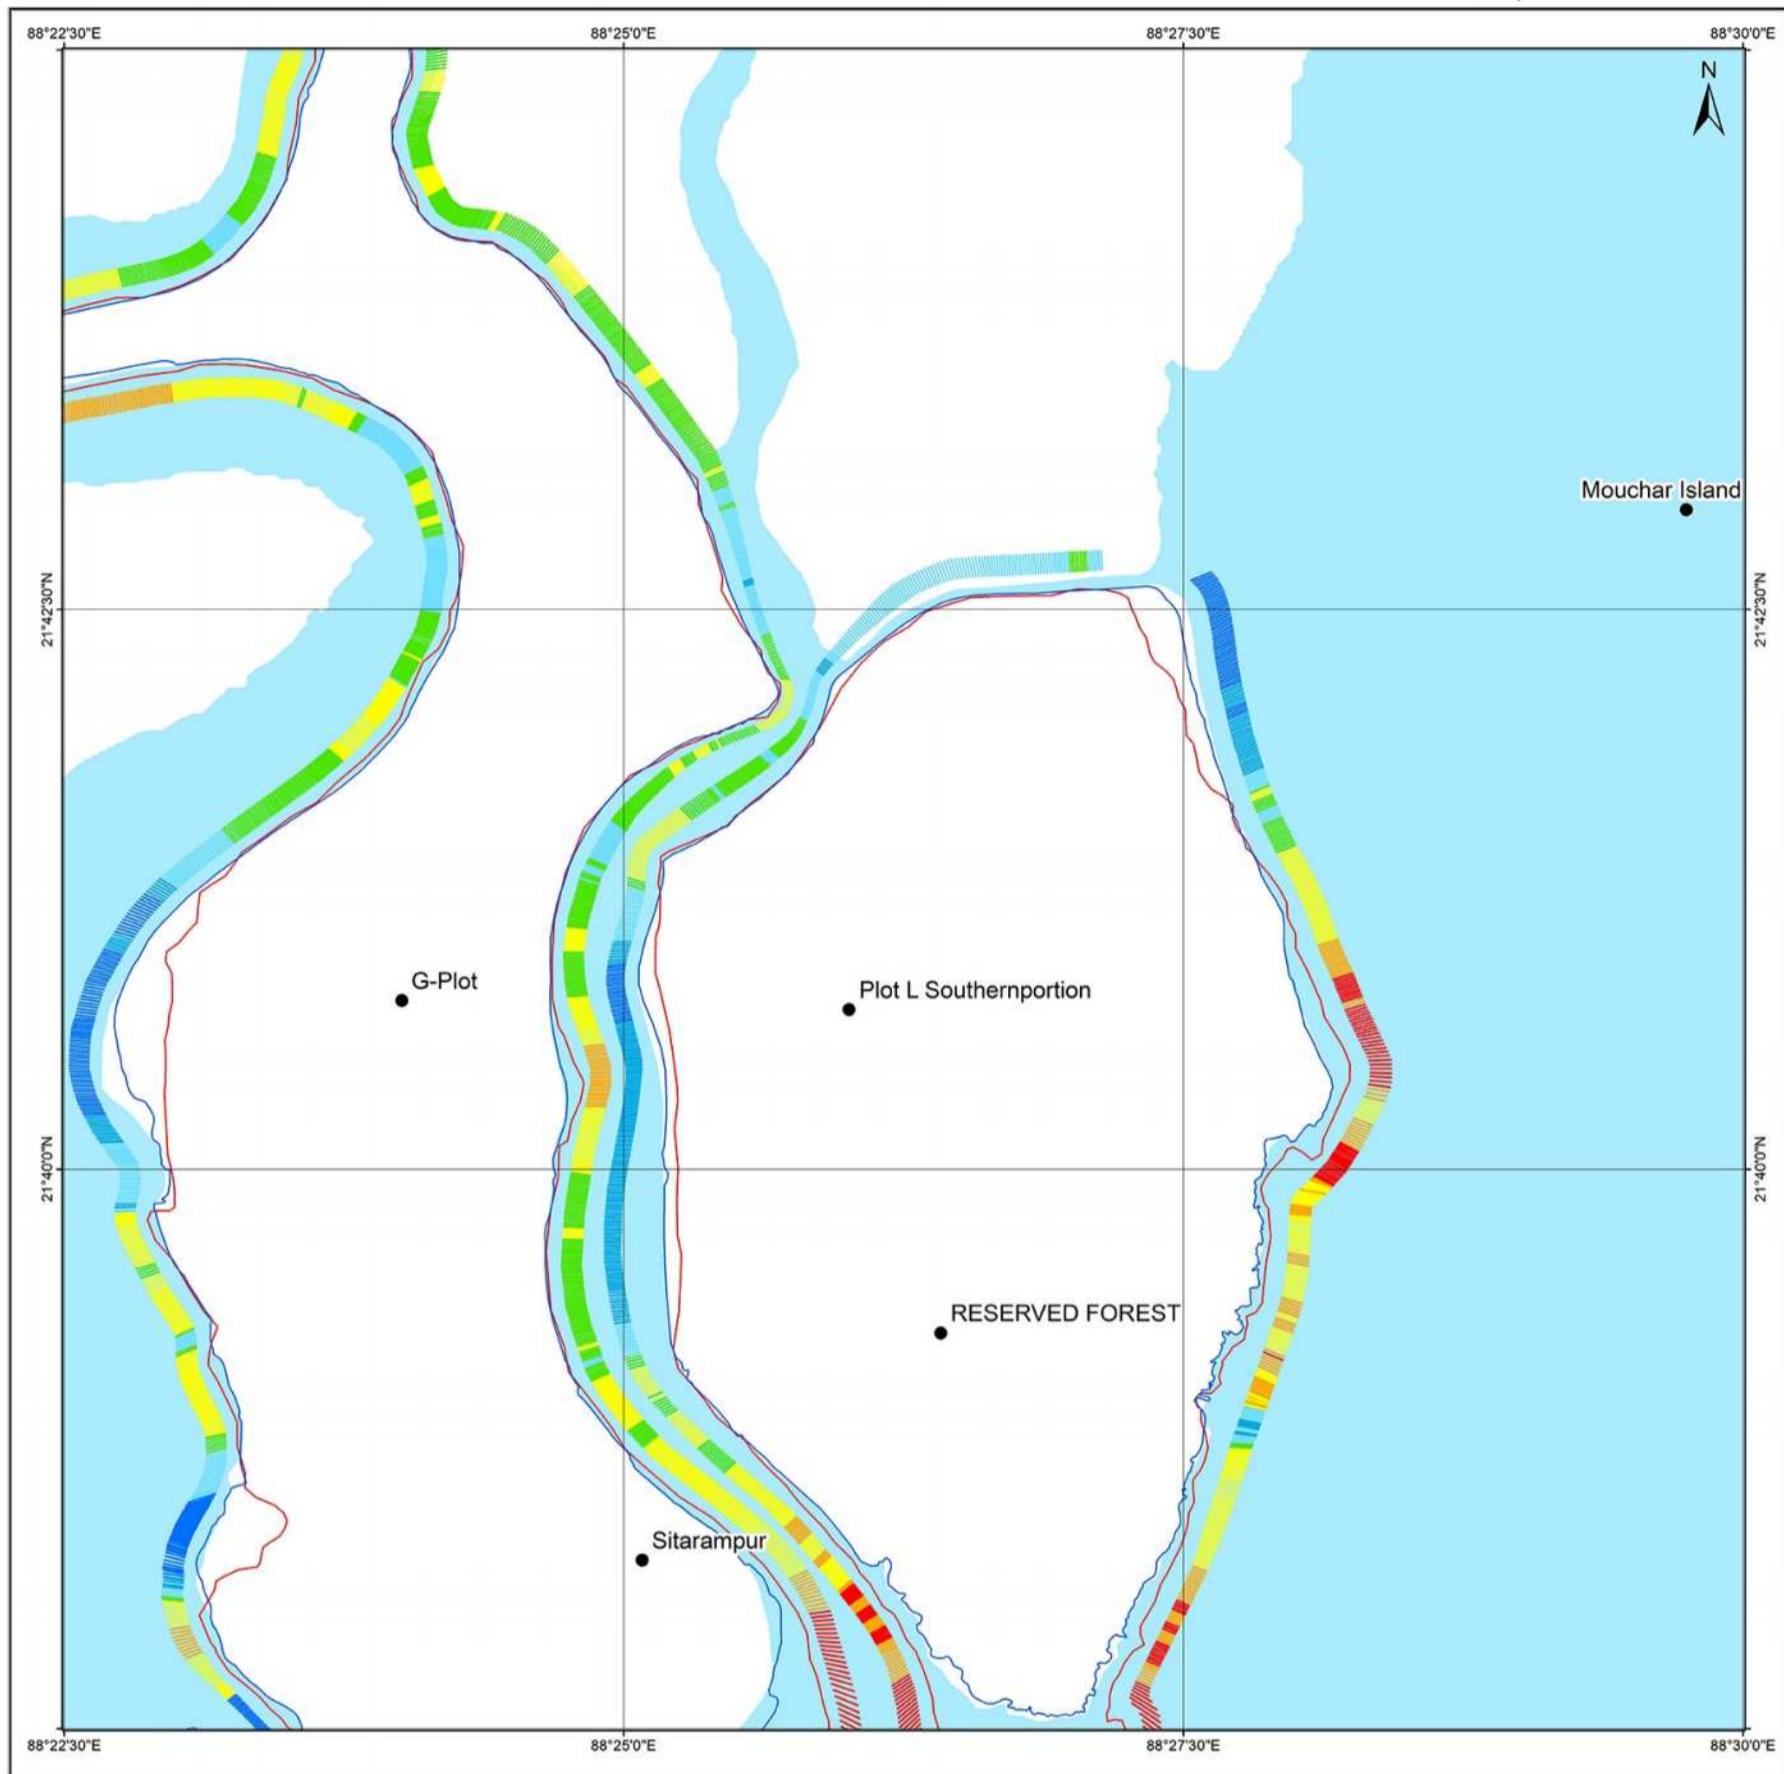 88°22'30"E
88°25'0"E
88°27'30"E
88°30'0"E
N
Mouchar Island
21°42'30"N
21°42'30"N
G-Plot
Plot L Southernportion
21°40'0"N
21°40'0"N
RESERVED FOREST
Sitarampur
88°22'30"E
88°25'0"E
88°27'30"E
88°30'0"E